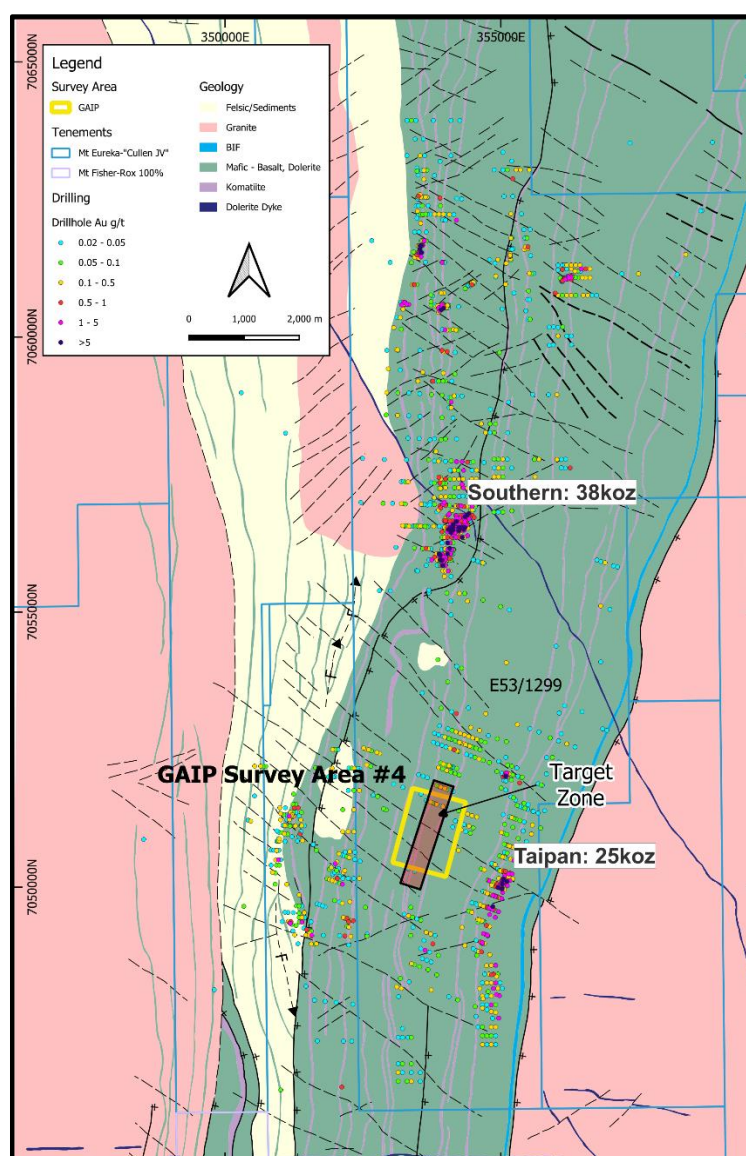 350000E
355000E
7065000N
7060000N
7055000N
7050000N
Legend
Survey Area
GAIP
Tenements
Mt Eureka-"Cullen JV"
Mt Fisher-Rox 100%
Drilling
Drillhole Au g/t
0.02 - 0.05
0.05 - 0.1
0.1 - 0.5
0.5 - 1
1 - 5
>5
Geology
Felsic/Sediments
Granite
BIF
Mafic - Basalt, Dolerite
Komatiite
Dolerite Dyke
0 1,000 2,000 m
Southern: 38koz
E53/1299
GAIP Survey Area #4
Target
Zone
Taipan: 25koz